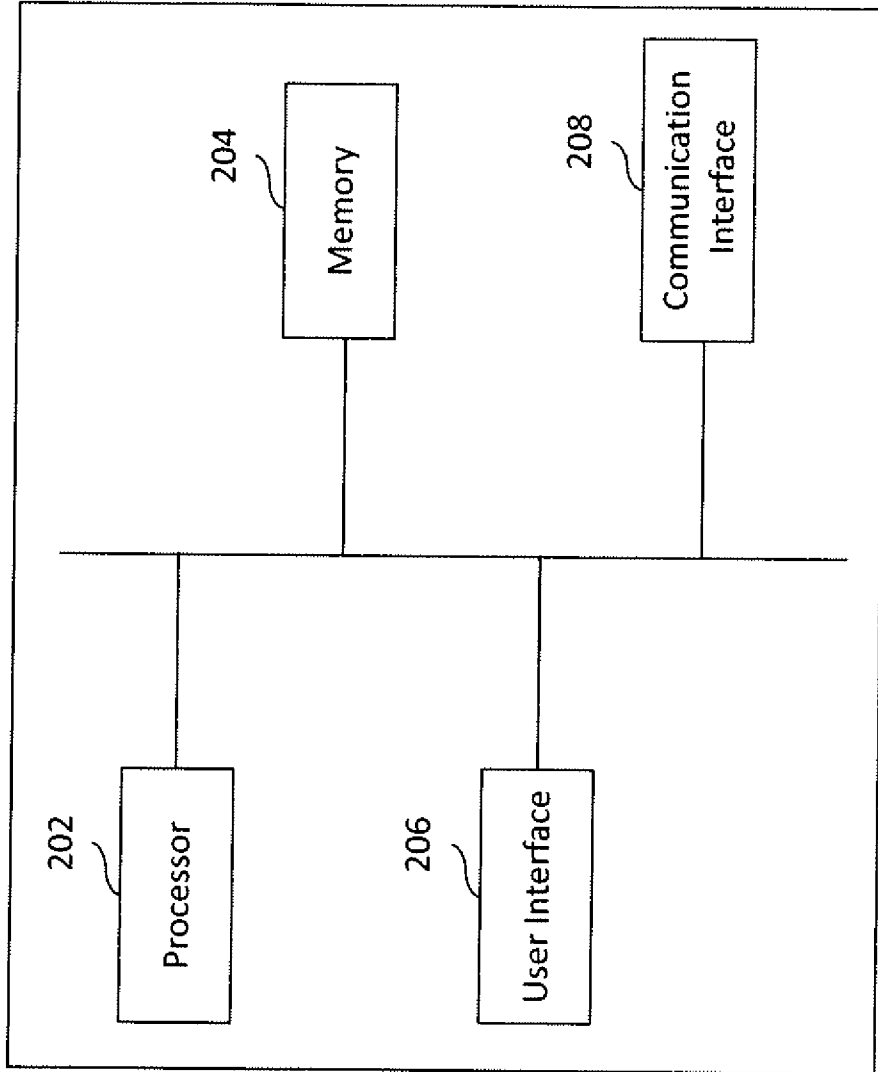 202
Processor
204
Memory
206
User Interface
208
Communication
Interface